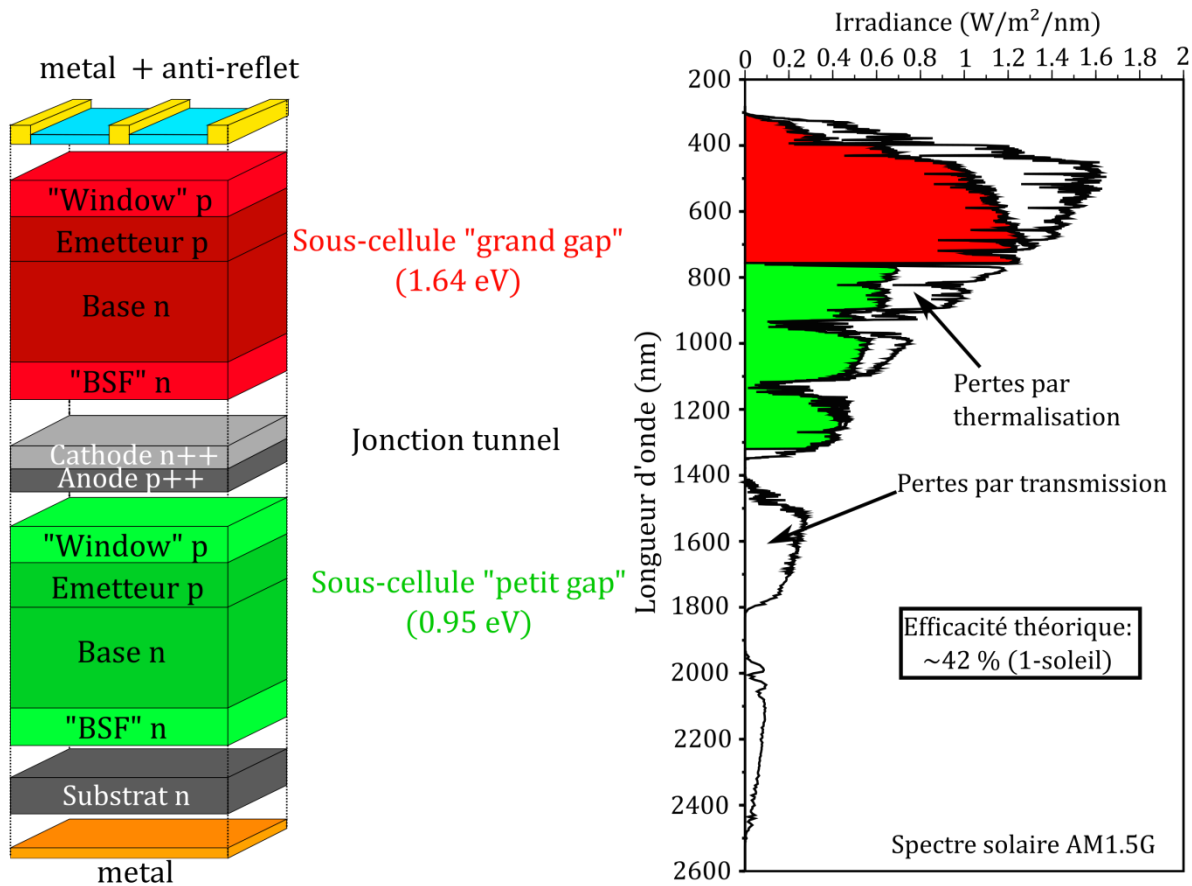 metal + anti-reflet
"Window" p
Emetteur p
Base n
"BSF" n
Cathode n++
Anode p++
"Window" p
Emetteur p
Base n
"BSF" n
Substrat n
metal
Sous-cellule "grand gap"
(1.64 eV)
Jonction tunnel
Sous-cellule "petit gap"
(0.95 eV)
Irradiance (W/m²/nm)
0 0.2 0.4 0.6 0.8 1 1.2 1.4 1.6 1.8 2
Longueur d'onde (nm)
200
400
600
800
1000
1200
1400
1600
1800
2000
2200
2400
2600
Pertes par
thermalisation
Pertes par transmission
Efficacité théorique:
~42 % (1-soleil)
Spectre solaire AM1.5G